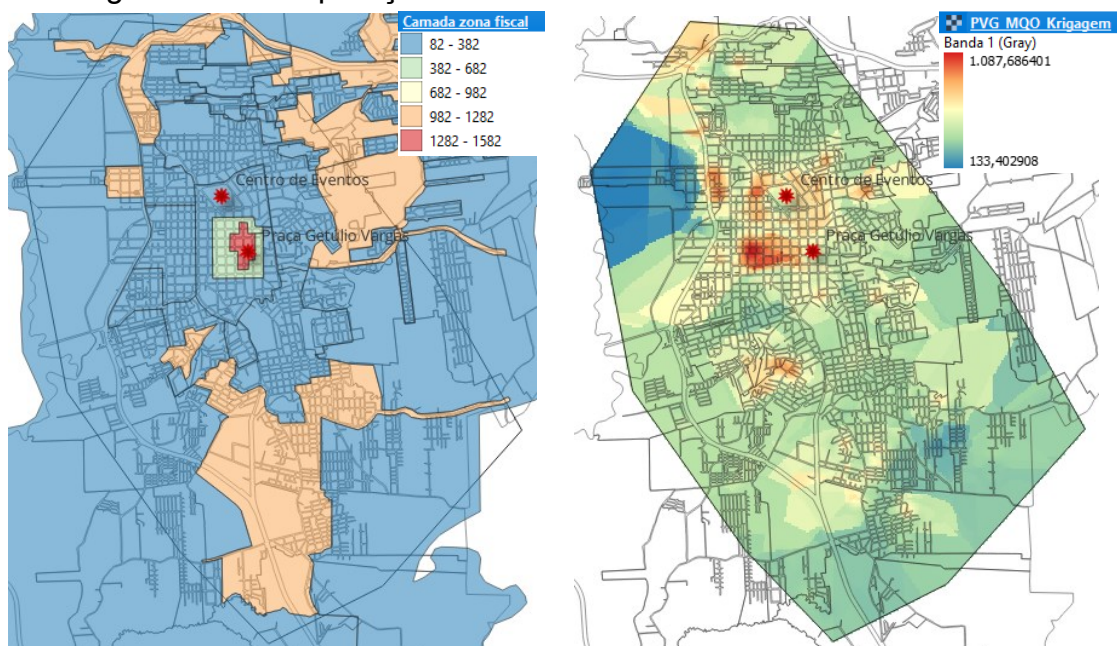 Camada zona fiscal
82 - 382
382 - 682
682 - 982
982 - 1282
1282 - 1582
Centro de Eventos
Praça Getúlio Vargas
PVG_MQO_Krigagem
Banda 1 (Gray)
1.087,686401
133,402908
Centro de Eventos
Praça Getúlio Vargas